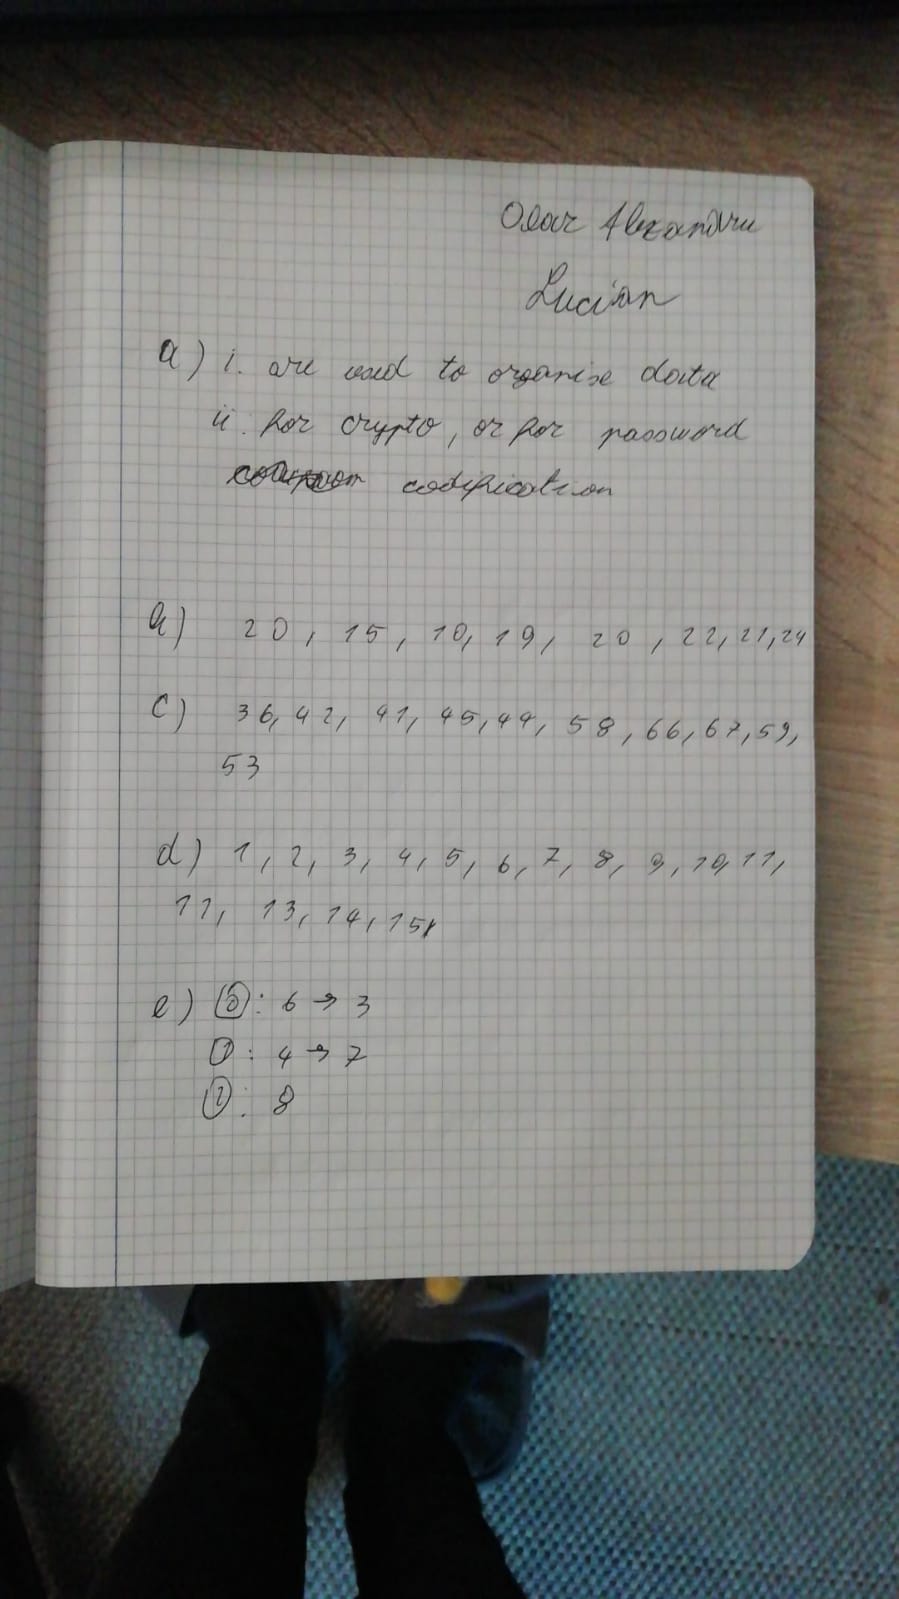 Olar Alexandru
Lucian
a) i. are used to organise data
ii. for crypto, or for password
codification
b) 20, 15, 10, 19, 20, 22, 21, 24
c) 36, 42, 41, 45, 44, 58, 66, 67, 59,
53
d) 1, 2, 3, 4, 5, 6, 7, 8, 9, 10, 11,
11, 13, 14, 15
e) 0: 6 → 3
1: 4 → 7
2: 8